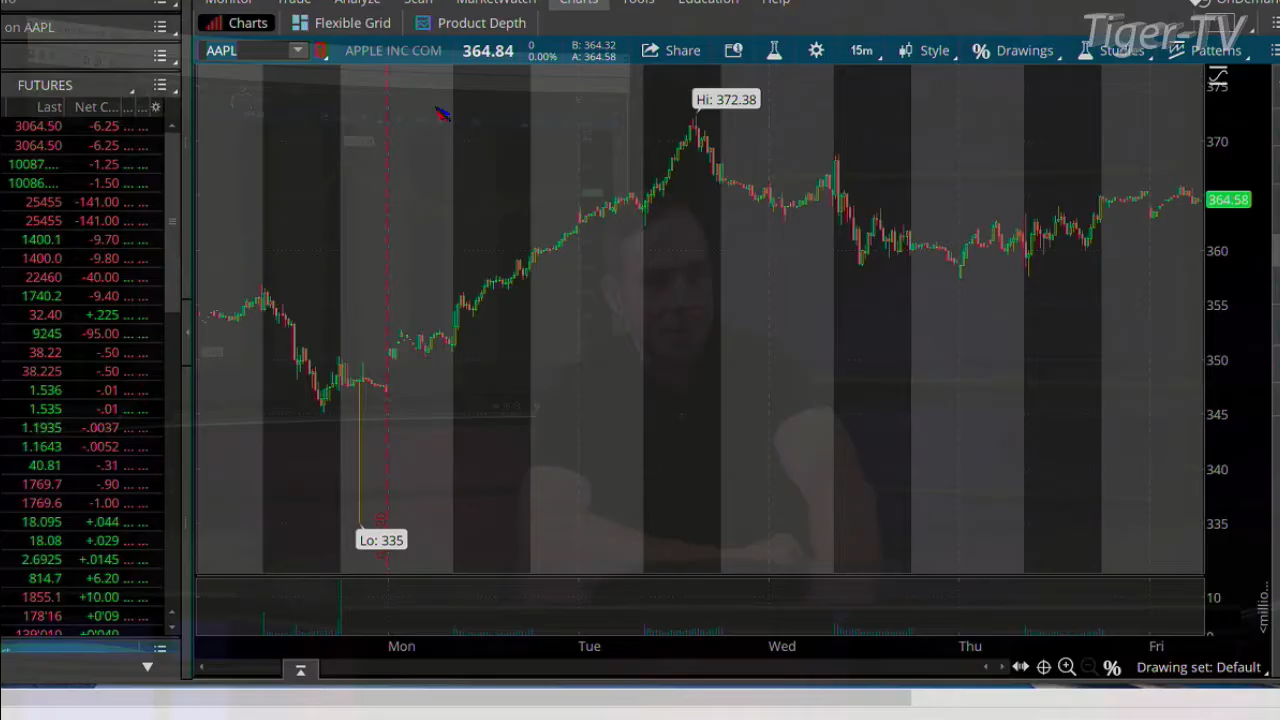 Monitor Trade Analyze Scan MarketWatch Charts Tools Education Help OnDemand
Tiger-TV
on AAPL
Charts Flexible Grid Product Depth
AAPL APPLE INC COM 364.84 0 0.00% B: 364.32 A: 364.58 Share 15m Style % Drawings Studies Patterns
FUTURES
Last Net C... ... ...
3064.50 -6.25 ... ...
3064.50 -6.25 ... ...
10087.... -1.25 ... ...
10086.... -1.50 ... ...
25455 -141.00 ... ...
25455 -141.00 ... ...
1400.1 -9.70 ... ...
1400.0 -9.80 ... ...
22460 -40.00 ... ...
1740.2 -9.40 ... ...
32.40 +.225 ... ...
9245 -95.00 ... ...
38.22 -.50 ... ...
38.225 -.50 ... ...
1.536 -.01 ... ...
1.535 -.01 ... ...
1.1935 -.0037 ... ...
1.1643 -.0052 ... ...
40.81 -.31 ... ...
1769.7 -.90 ... ...
1769.6 -1.00 ... ...
18.095 +.044 ... ...
18.08 +.029 ... ...
2.6925 +.0145 ... ...
814.7 +6.20 ... ...
1855.1 +10.00 ... ...
178'16 +0'09 ... ...
139'010 +0'040 ... ...
Hi: 372.38
Lo: 335
375
370
364.58
360
355
350
345
340
335
10
0
<millio...
Mon Tue Wed Thu Fri
% Drawing set: Default